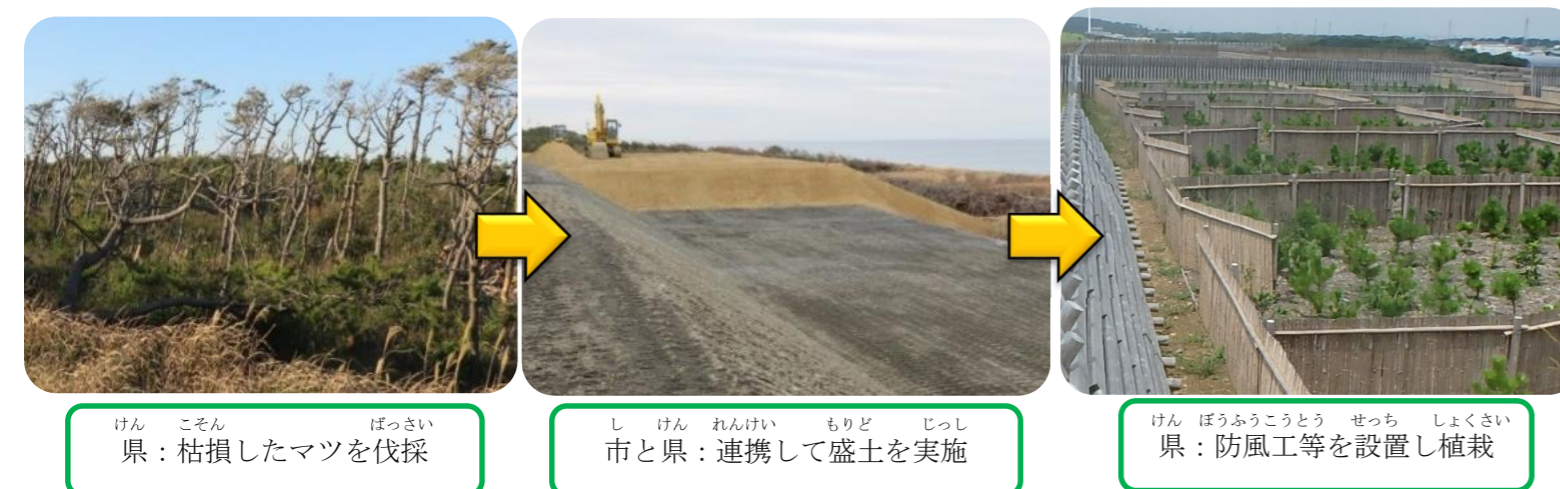 けん こそん ばっさい
県：枯損したマツを伐採
し けん れんけい もりど じっし
市と県：連携して盛土を実施
けん ぼうふうこうとう せっち しょくさい
県：防風工等を設置し植栽